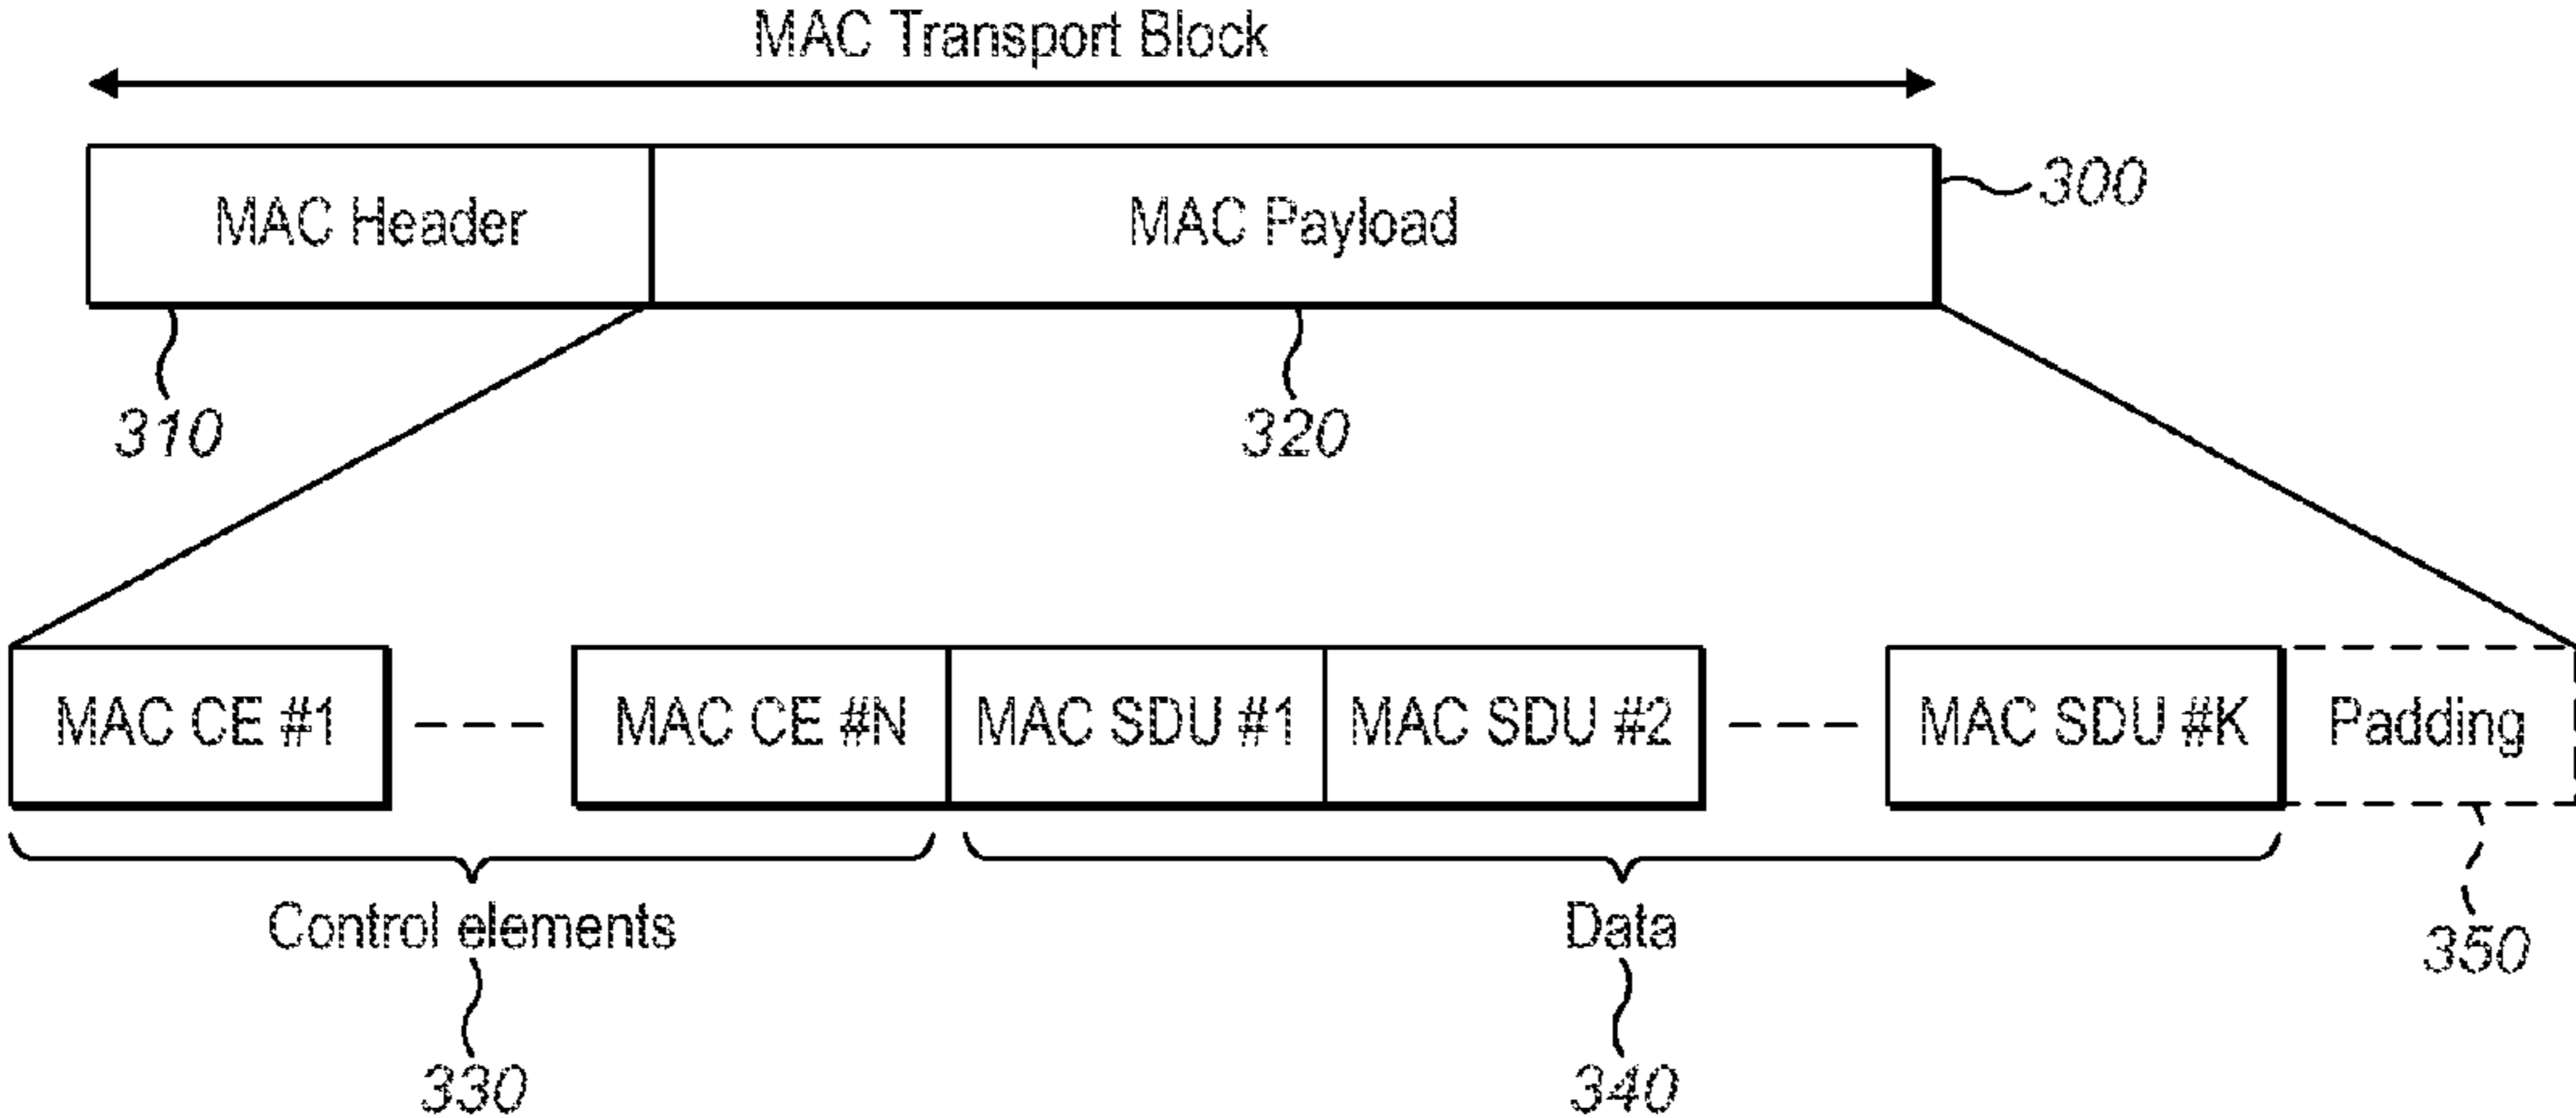 MAC Transport Block
MAC Header
MAC Payload
300
310
320
MAC CE #1
MAC CE #N
MAC SDU #1
MAC SDU #2
MAC SDU #K
Padding
Control elements
Data
350
330
340